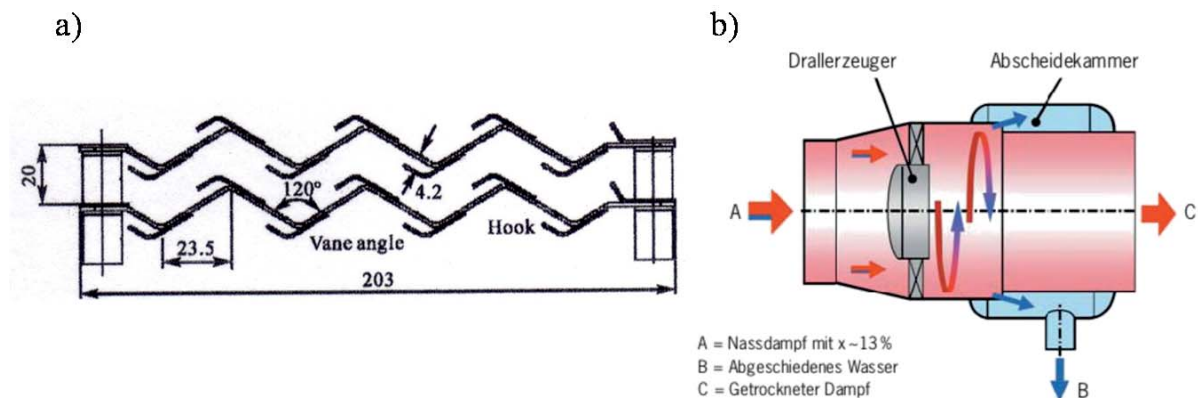 a)
20
120°
4.2
23.5
Vane angle
Hook
203
b)
Drallerzeuger
Abscheidekammer
A
C
A = Nassdampf mit x ~ 13 %
B = Abgeschiedenes Wasser
C = Getrockneter Dampf
B